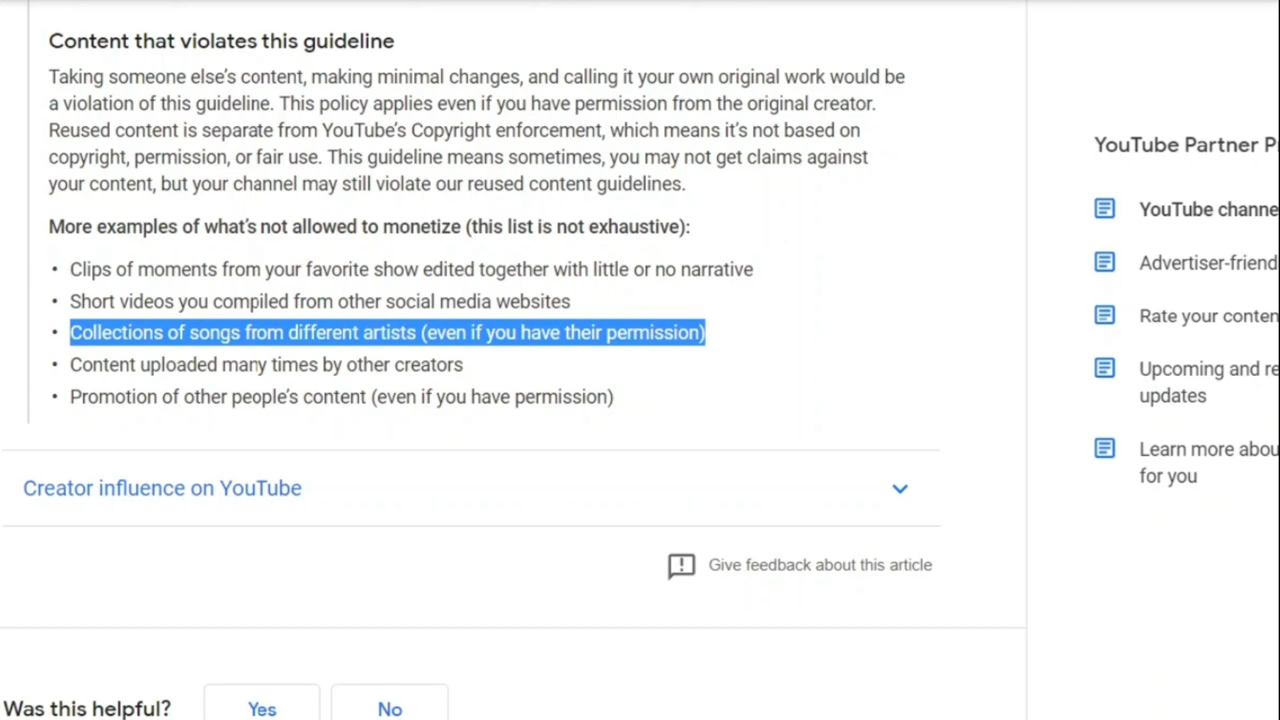 Content that violates this guideline
Taking someone else's content, making minimal changes, and calling it your own original work would be
a violation of this guideline. This policy applies even if you have permission from the original creator.
Reused content is separate from YouTube's Copyright enforcement, which means it's not based on
copyright, permission, or fair use. This guideline means sometimes, you may not get claims against
your content, but your channel may still violate our reused content guidelines.
More examples of what's not allowed to monetize (this list is not exhaustive):
• Clips of moments from your favorite show edited together with little or no narrative
• Short videos you compiled from other social media websites
• Collections of songs from different artists (even if you have their permission)
• Content uploaded many times by other creators
• Promotion of other people's content (even if you have permission)
Creator influence on YouTube
Give feedback about this article
Was this helpful?
Yes
No
YouTube Partner P
YouTube channe
Advertiser-friend
Rate your conten
Upcoming and re
updates
Learn more abou
for you